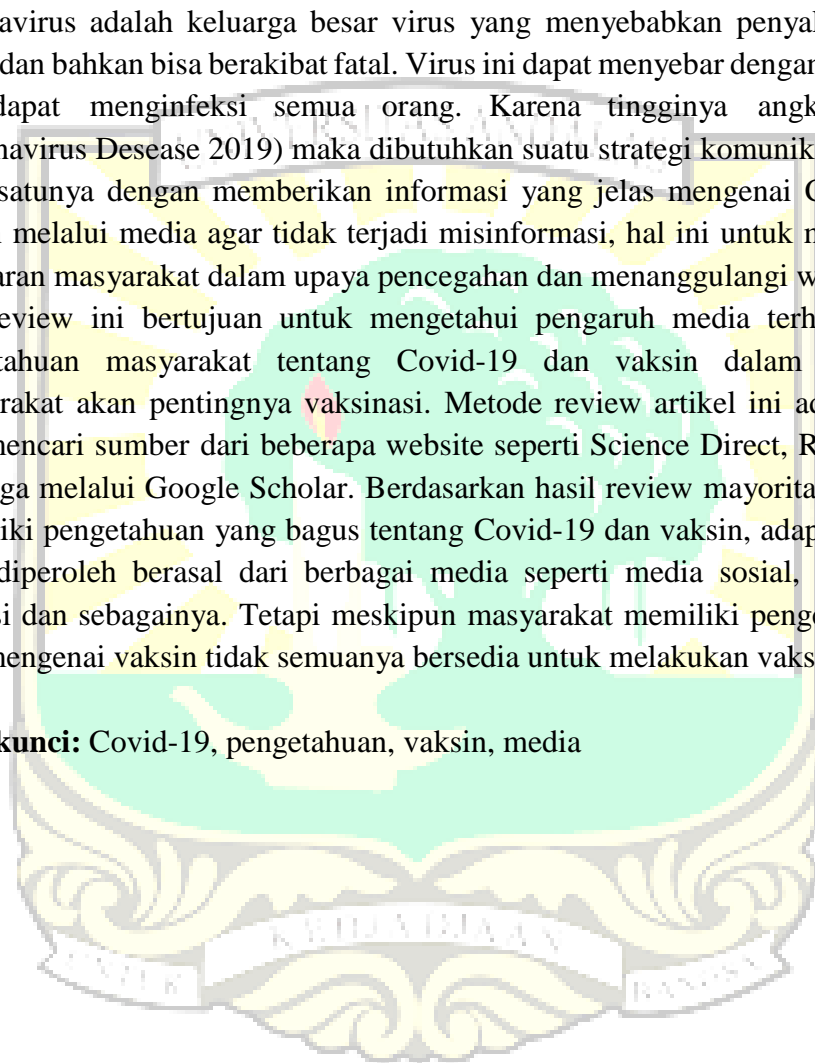 avirus adalah keluarga besar virus yang menyebabkan penyal
dan bahkan bisa berakibat fatal. Virus ini dapat menyebar dengan
dapat menginfeksi semua orang. Karena tingginya angk
navirus Desease 2019) maka dibutuhkan suatu strategi komunik
satunya dengan memberikan informasi yang jelas mengenai C
melalui media agar tidak terjadi misinformasi, hal ini untuk n
aran masyarakat dalam upaya pencegahan dan menanggulangi w
eview ini bertujuan untuk mengetahui pengaruh media terh
tahuan masyarakat tentang Covid-19 dan vaksin dalam
rakat akan pentingnya vaksinasi. Metode review artikel ini ad
mencari sumber dari beberapa website seperti Science Direct, R
ga melalui Google Scholar. Berdasarkan hasil review mayorita
iki pengetahuan yang bagus tentang Covid-19 dan vaksin, adap
diperoleh berasal dari berbagai media seperti media sosial,
si dan sebagainya. Tetapi meskipun masyarakat memiliki penge
mengenai vaksin tidak semuanya bersedia untuk melakukan vaks
kunci: Covid-19, pengetahuan, vaksin, media
UNIVERSITAS ANDALAS
KEDJAJAAN
UNTUK
BANGSA